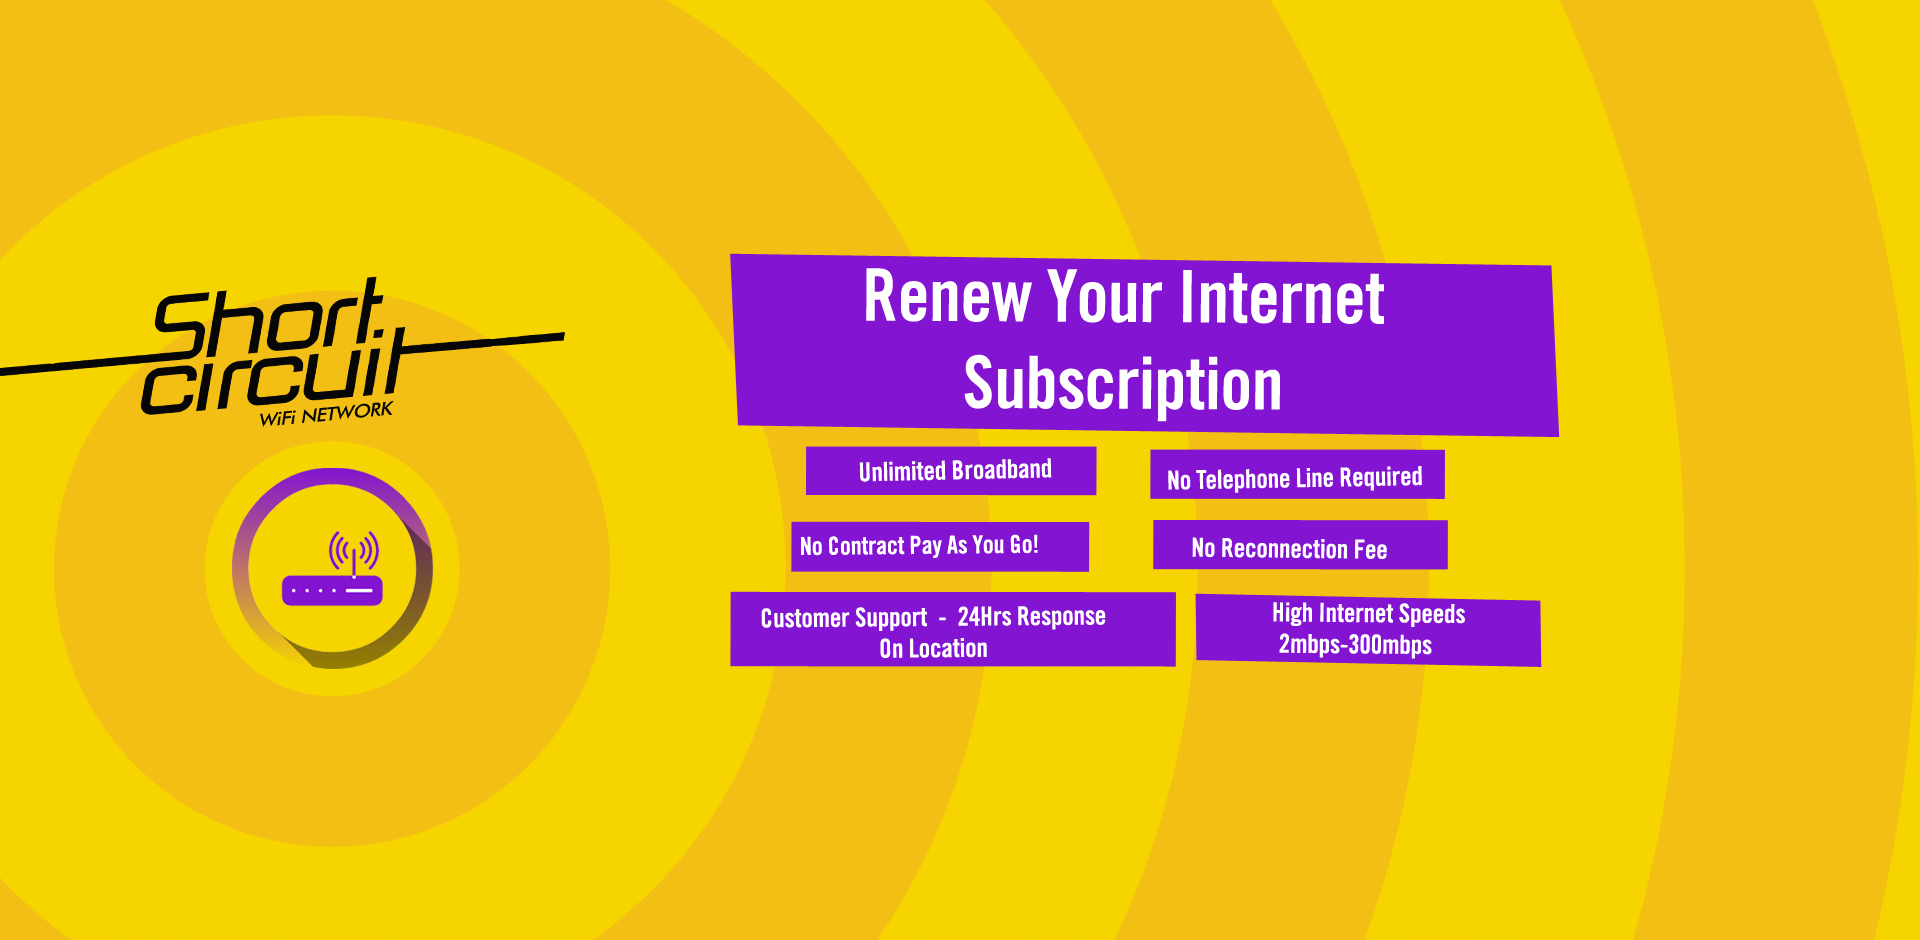 Short
circuit
WiFi NETWORK
Renew Your Internet
Subscription
Unlimited Broadband
No Telephone Line Required
No Contract Pay As You Go!
No Reconnection Fee
Customer Support - 24Hrs Response
On Location
High Internet Speeds
2mbps-300mbps